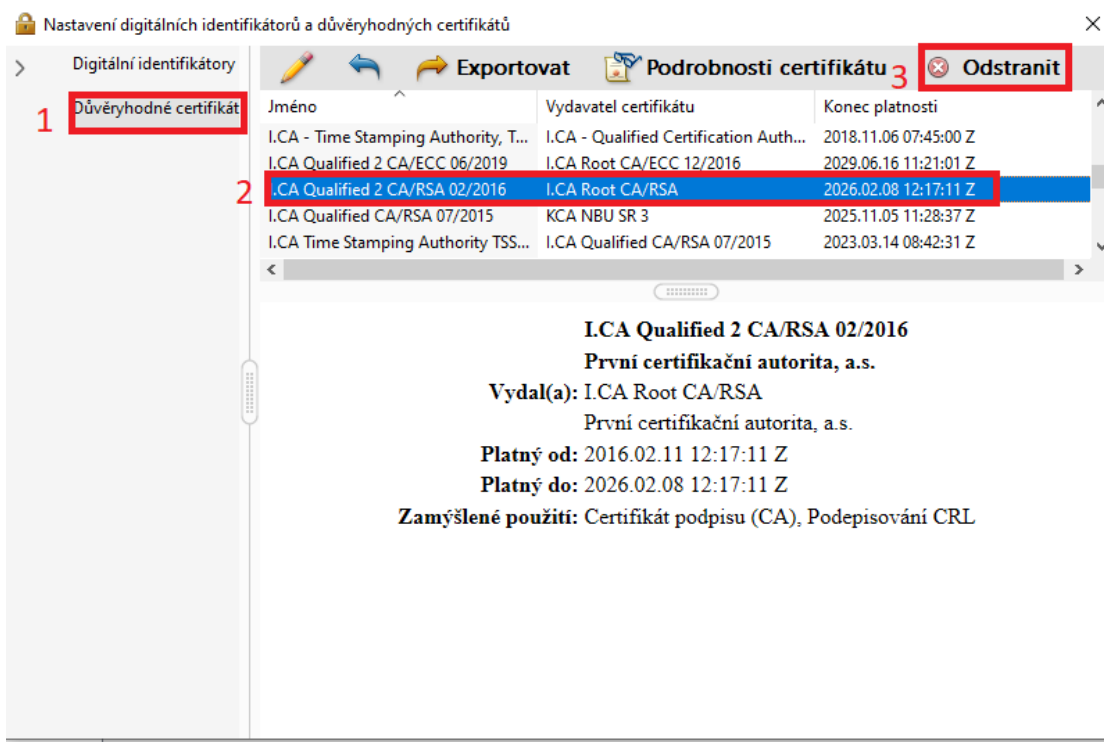 Nastavení digitálních identifikátorů a důvěryhodných certifikátů
Digitální identifikátory
Exportovat Podrobnosti certifikátu 3 Odstranit
1 Důvěryhodné certifikát
Jméno Vydavatel certifikátu Konec platnosti
I.CA - Time Stamping Authority, T... I.CA - Qualified Certification Auth... 2018.11.06 07:45:00 Z
I.CA Qualified 2 CA/ECC 06/2019 I.CA Root CA/ECC 12/2016 2029.06.16 11:21:01 Z
2 I.CA Qualified 2 CA/RSA 02/2016 I.CA Root CA/RSA 2026.02.08 12:17:11 Z
I.CA Qualified CA/RSA 07/2015 KCA NBU SR 3 2025.11.05 11:28:37 Z
I.CA Time Stamping Authority TSS... I.CA Qualified CA/RSA 07/2015 2023.03.14 08:42:31 Z
I.CA Qualified 2 CA/RSA 02/2016
První certifikační autorita, a.s.
Vydal(a): I.CA Root CA/RSA
První certifikační autorita, a.s.
Platný od: 2016.02.11 12:17:11 Z
Platný do: 2026.02.08 12:17:11 Z
Zamýšlené použití: Certifikát podpisu (CA), Podepisování CRL